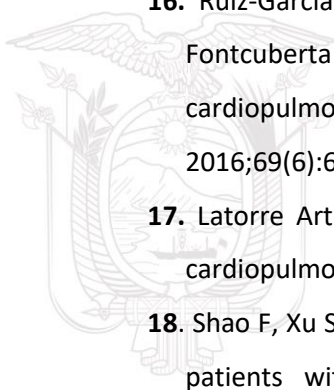 16. Ruiz-García
Fontcuberta
cardiopulmo
2016;69(6):6
17. Latorre Art
cardiopulmo
18. Shao F, Xu S
patients wit